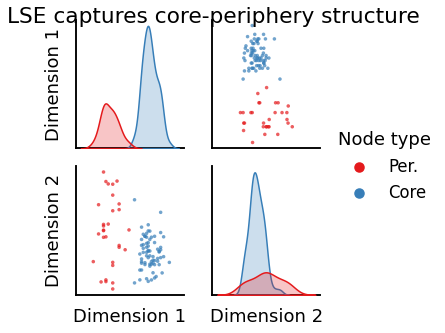 LSE captures core-periphery structure
Dimension 1
Node type
Per.
Core
Dimension 2
Dimension 1
Dimension 2